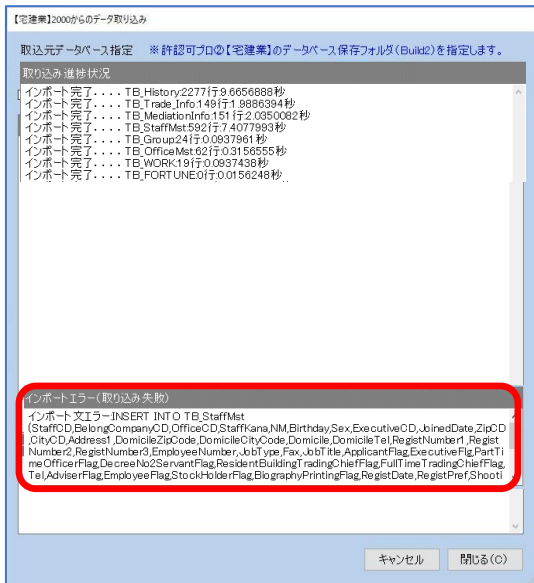 【宅建業】2000からのデータ取り込み
取込元データベース指定　※許認可プロ②【宅建業】のデータベース保存フォルダ(Build2)を指定します。
取り込み進捗状況
インポート完了．．．．TB_History:2277行:9.6656888秒
インポート完了．．．．TB_Trade_Info:149行:1.9886394秒
インポート完了．．．．TB_MediationInfo:151行:2.0350082秒
インポート完了．．．．TB_StaffMst:592行:7.4077993秒
インポート完了．．．．TB_Group:24行:0.0937961秒
インポート完了．．．．TB_OfficeMst:62行:0.3156555秒
インポート完了．．．．TB_WORK:19行:0.0937438秒
インポート完了．．．．TB_FORTUNE:0行:0.0156248秒
インポートエラー(取り込み失敗)
インポート文エラー:INSERT INTO TB_StaffMst
(StaffCD,BelongCompanyCD,OfficeCD,StaffKana,NM,Birthday,Sex,ExecutiveCD,JoinedDate,ZipCD
,CityCD,Address1,DomicileZipCode,DomicileCityCode,Domicile,DomicileTel,RegistNumber1,Regist
Number2,RegistNumber3,EmployeeNumber,JobType,Fax,JobTitle,ApplicantFlag,ExecutiveFlg,PartTi
meOfficerFlag,DecreeNo2ServantFlag,ResidentBuildingTradingChiefFlag,FullTimeTradingChiefFlag,
Tel,AdviserFlag,EmployeeFlag,StockHolderFlag,BiographyPrintingFlag,RegistDate,RegistPref,Shooti
キャンセル
閉じる(C)